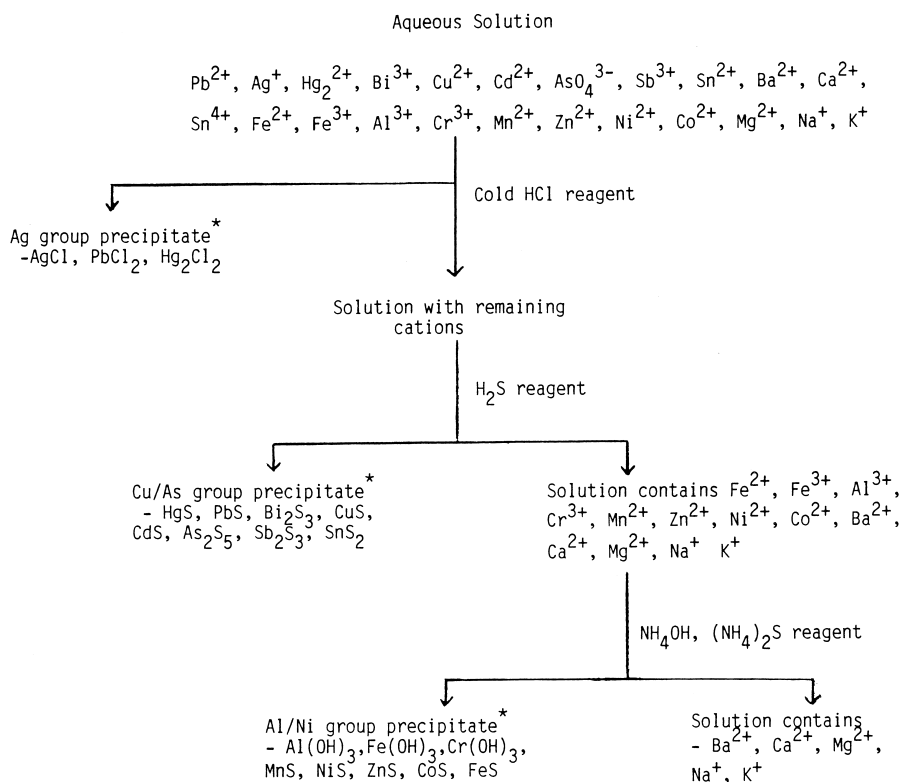 Aqueous Solution
Pb²⁺, Ag⁺, Hg₂²⁺, Bi³⁺, Cu²⁺, Cd²⁺, AsO₄³⁻, Sb³⁺, Sn²⁺, Ba²⁺, Ca²⁺,
Sn⁴⁺, Fe²⁺, Fe³⁺, Al³⁺, Cr³⁺, Mn²⁺, Zn²⁺, Ni²⁺, Co²⁺, Mg²⁺, Na⁺, K⁺
Cold HCl reagent
Ag group precipitate*
-AgCl, PbCl₂, Hg₂Cl₂
Solution with remaining
cations
H₂S reagent
Cu/As group precipitate*
- HgS, PbS, Bi₂S₃, CuS,
CdS, As₂S₅, Sb₂S₃, SnS₂
Solution contains Fe²⁺, Fe³⁺, Al³⁺,
Cr³⁺, Mn²⁺, Zn²⁺, Ni²⁺, Co²⁺, Ba²⁺,
Ca²⁺, Mg²⁺, Na⁺ K⁺
NH₄OH, (NH₄)₂S reagent
Al/Ni group precipitate*
- Al(OH)₃,Fe(OH)₃,Cr(OH)₃,
MnS, NiS, ZnS, CoS, FeS
Solution contains
- Ba²⁺, Ca²⁺, Mg²⁺,
Na⁺, K⁺